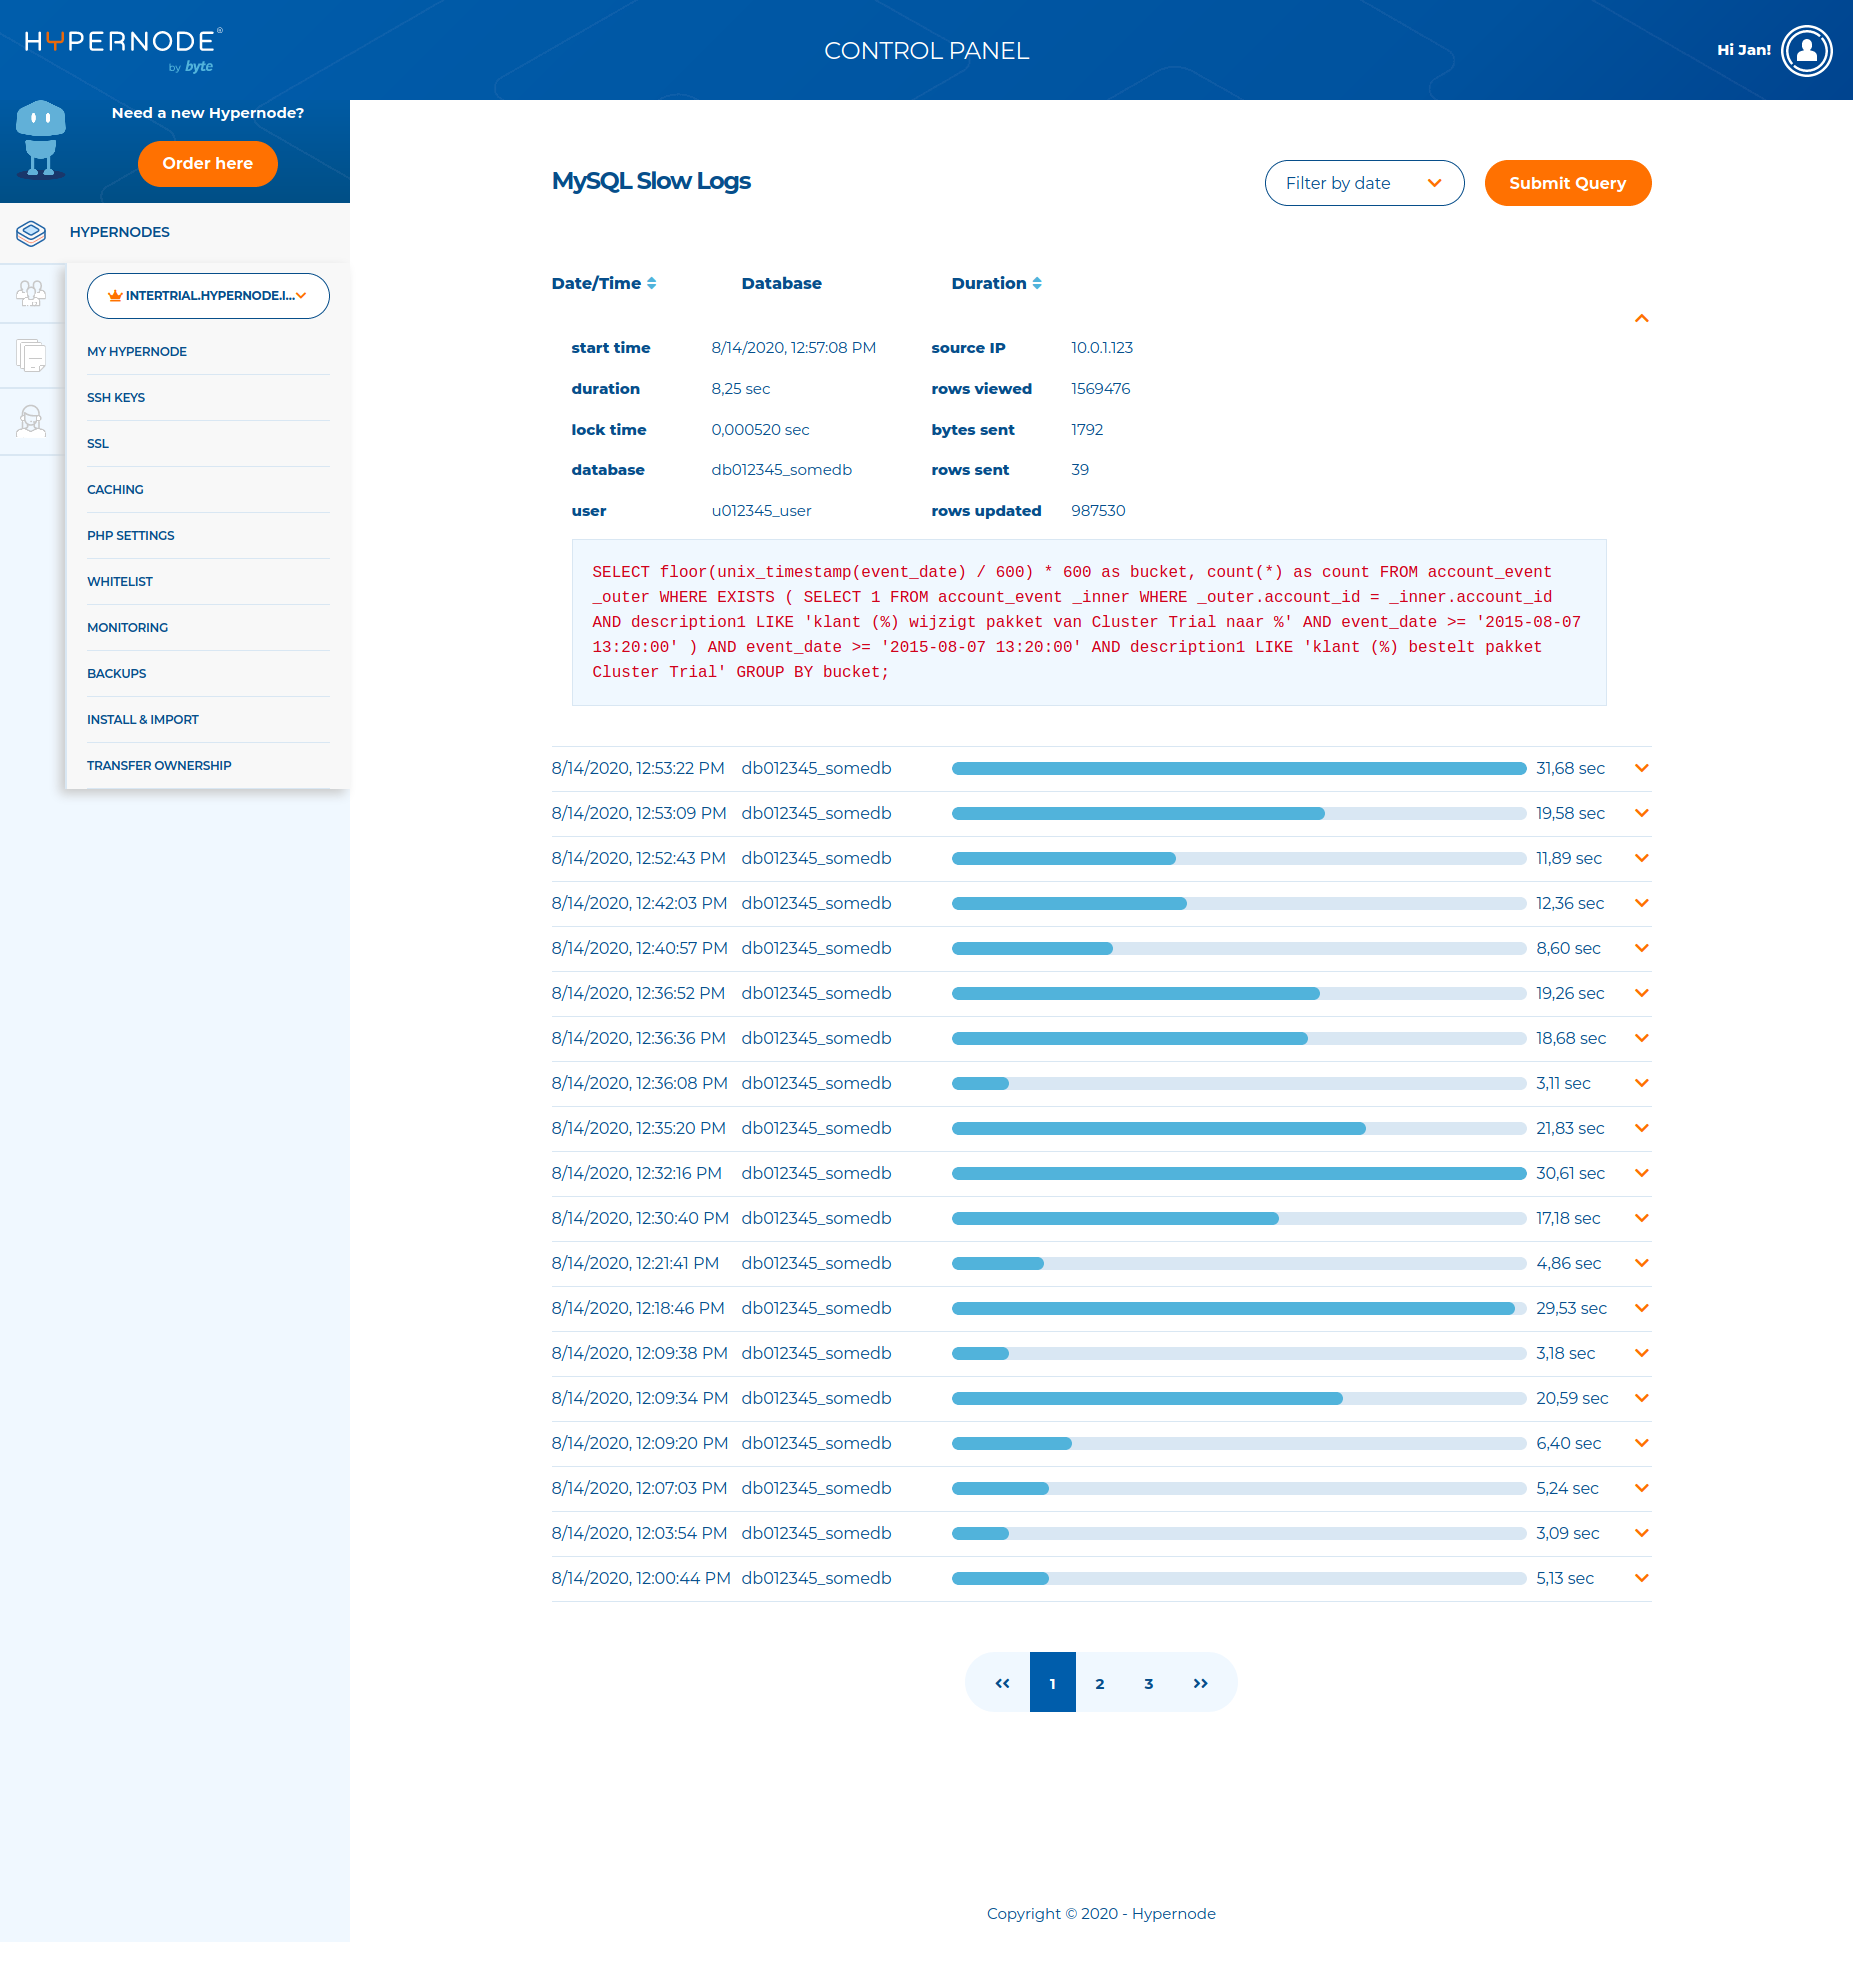 HYPERNODE®
by byte
CONTROL PANEL
Hi Jan!
Need a new Hypernode?
Order here
HYPERNODES
INTERTRIAL.HYPERNODE.I...
MY HYPERNODE
SSH KEYS
SSL
CACHING
PHP SETTINGS
WHITELIST
MONITORING
BACKUPS
INSTALL & IMPORT
TRANSFER OWNERSHIP
MySQL Slow Logs
Filter by date
Submit Query
Date/Time Database Duration
start time 8/14/2020, 12:57:08 PM source IP 10.0.1.123
duration 8,25 sec rows viewed 1569476
lock time 0,000520 sec bytes sent 1792
database db012345_somedb rows sent 39
user u012345_user rows updated 987530
SELECT floor(unix_timestamp(event_date) / 600) * 600 as bucket, count(*) as count FROM account_event
_outer WHERE EXISTS ( SELECT 1 FROM account_event _inner WHERE _outer.account_id = _inner.account_id
AND description1 LIKE 'klant (%) wijzigt pakket van Cluster Trial naar %' AND event_date >= '2015-08-07
13:20:00' ) AND event_date >= '2015-08-07 13:20:00' AND description1 LIKE 'klant (%) bestelt pakket
Cluster Trial' GROUP BY bucket;
8/14/2020, 12:53:22 PM db012345_somedb 31,68 sec
8/14/2020, 12:53:09 PM db012345_somedb 19,58 sec
8/14/2020, 12:52:43 PM db012345_somedb 11,89 sec
8/14/2020, 12:42:03 PM db012345_somedb 12,36 sec
8/14/2020, 12:40:57 PM db012345_somedb 8,60 sec
8/14/2020, 12:36:52 PM db012345_somedb 19,26 sec
8/14/2020, 12:36:36 PM db012345_somedb 18,68 sec
8/14/2020, 12:36:08 PM db012345_somedb 3,11 sec
8/14/2020, 12:35:20 PM db012345_somedb 21,83 sec
8/14/2020, 12:32:16 PM db012345_somedb 30,61 sec
8/14/2020, 12:30:40 PM db012345_somedb 17,18 sec
8/14/2020, 12:21:41 PM db012345_somedb 4,86 sec
8/14/2020, 12:18:46 PM db012345_somedb 29,53 sec
8/14/2020, 12:09:38 PM db012345_somedb 3,18 sec
8/14/2020, 12:09:34 PM db012345_somedb 20,59 sec
8/14/2020, 12:09:20 PM db012345_somedb 6,40 sec
8/14/2020, 12:07:03 PM db012345_somedb 5,24 sec
8/14/2020, 12:03:54 PM db012345_somedb 3,09 sec
8/14/2020, 12:00:44 PM db012345_somedb 5,13 sec
« 1 2 3 »
Copyright © 2020 - Hypernode